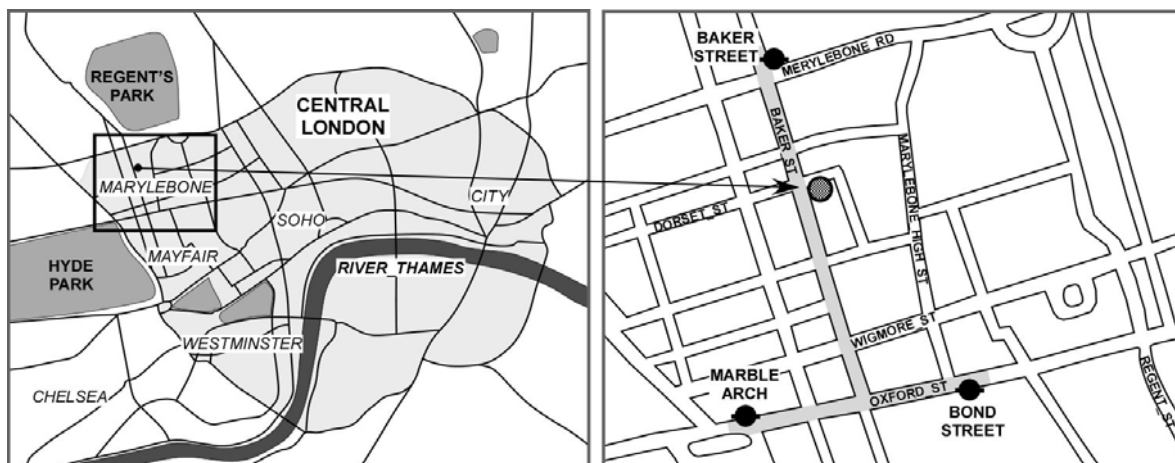 REGENT'S
PARK
CENTRAL
LONDON
MARYLEBONE
CITY
SOHO
MAYFAIR
HYDE
PARK
RIVER THAMES
WESTMINSTER
CHELSEA
BAKER
STREET
MERYLEBONE RD
BAKER ST
MARYLEBONE HIGH ST
DORSET ST
WIGMORE ST
MARBLE
ARCH
OXFORD ST
BOND
STREET
REGENT ST